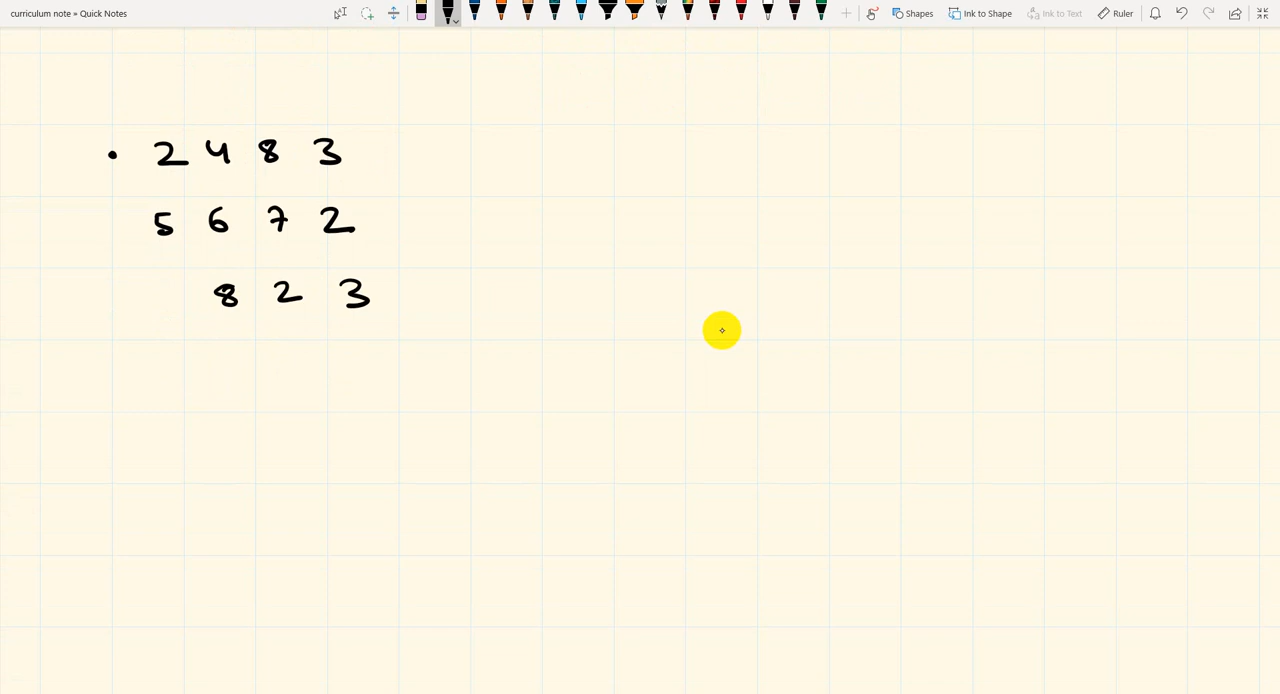 curriculum note » Quick Notes
Shapes Ink to Shape Ink to Text Ruler
• 2 4 8 3
5 6 7 2
8 2 3